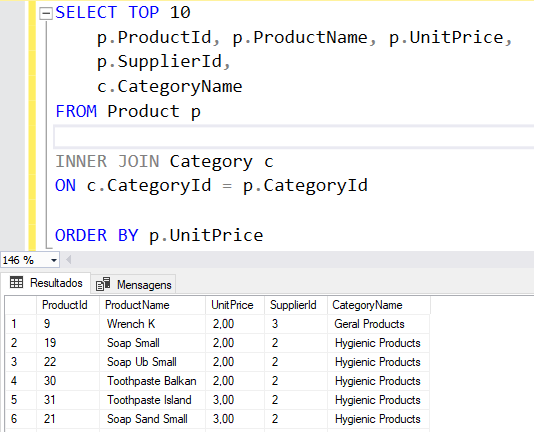 SELECT TOP 10
p.ProductId, p.ProductName, p.UnitPrice,
p.SupplierId,
c.CategoryName
FROM Product p
INNER JOIN Category c
ON c.CategoryId = p.CategoryId
ORDER BY p.UnitPrice
146 %
Resultados Mensagens
ProductId ProductName UnitPrice SupplierId CategoryName
1 9 Wrench K 2,00 3 Geral Products
2 19 Soap Small 2,00 2 Hygienic Products
3 22 Soap Ub Small 2,00 2 Hygienic Products
4 30 Toothpaste Balkan 2,00 2 Hygienic Products
5 31 Toothpaste Island 3,00 2 Hygienic Products
6 21 Soap Sand Small 3,00 2 Hygienic Products